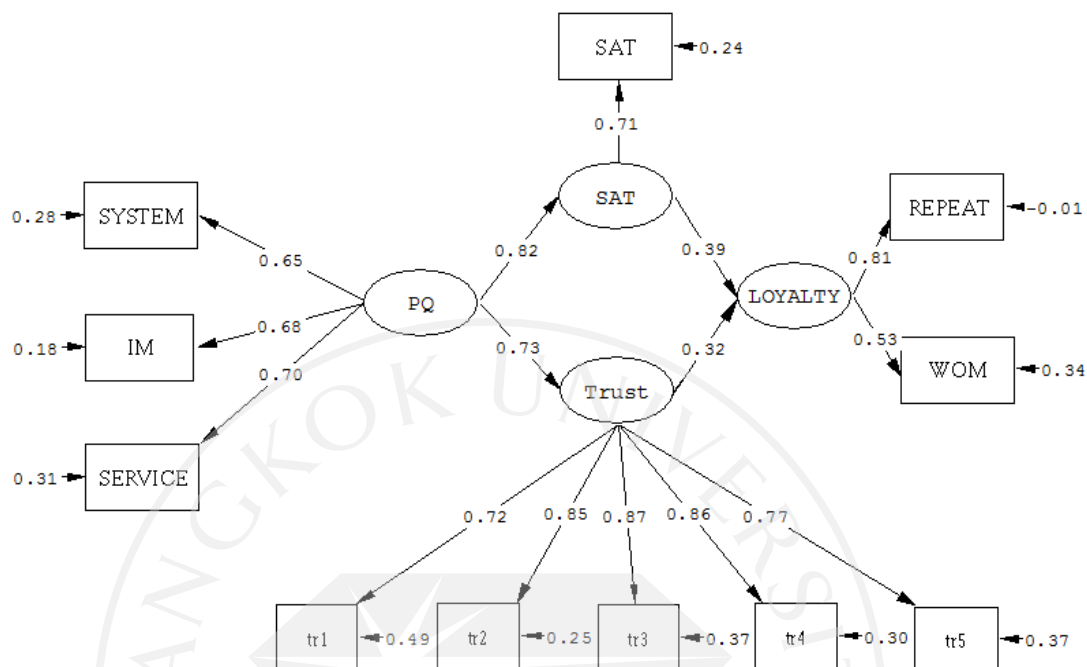 SAT
0.24
0.71
SAT
SYSTEM
0.28
REPEAT
-0.01
0.65
0.82
0.39
0.81
PQ
LOYALTY
IM
0.18
0.68
0.73
0.32
0.53
0.70
Trust
WOM
0.34
SERVICE
0.31
0.72
0.85
0.87
0.86
0.77
tr1
0.49
tr2
0.25
tr3
0.37
tr4
0.30
tr5
0.37
ANGKOK UNIVERSI